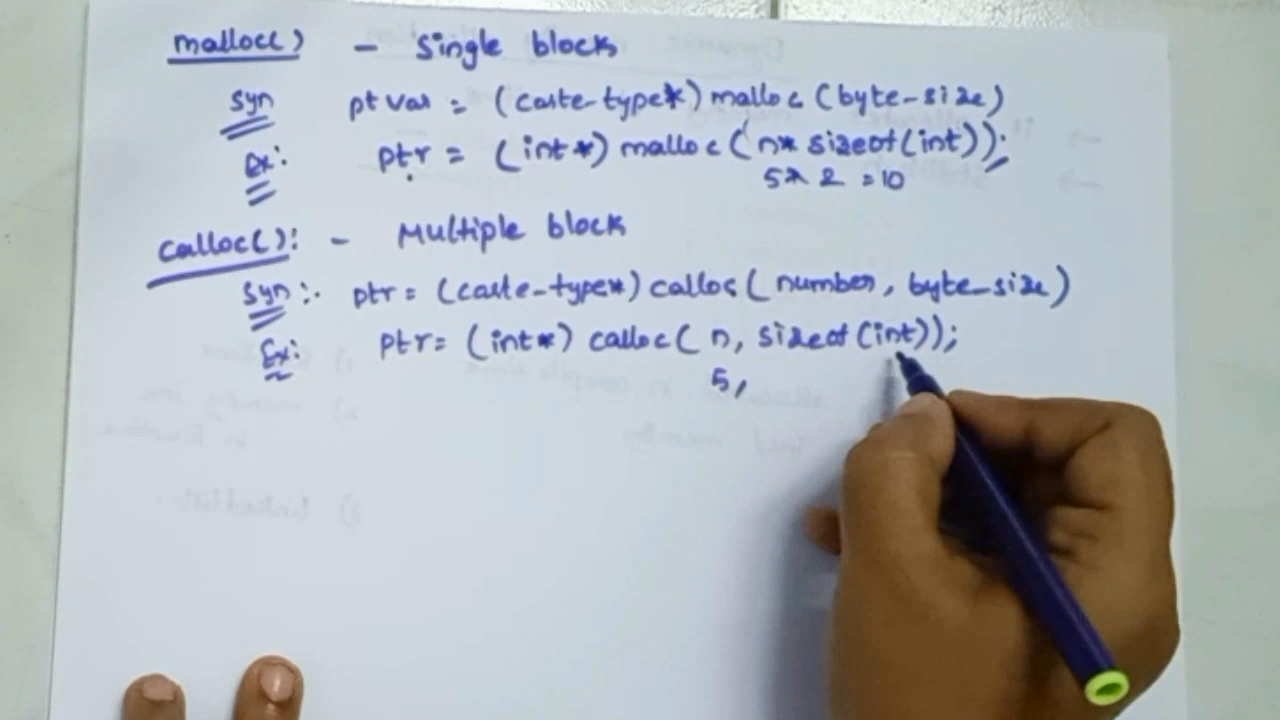 malloc() - Single block
Syn ptvar = (caste-type*) malloc (byte-size)
Ex: ptr = (int*) malloc (n* sizeof(int));
5* 2 = 10
calloc(): - Multiple block
Syn:. ptr = (caste-type*) calloc (number, byte-size)
Ex: ptr = (int*) calloc ( n, sizeof (int));
5,